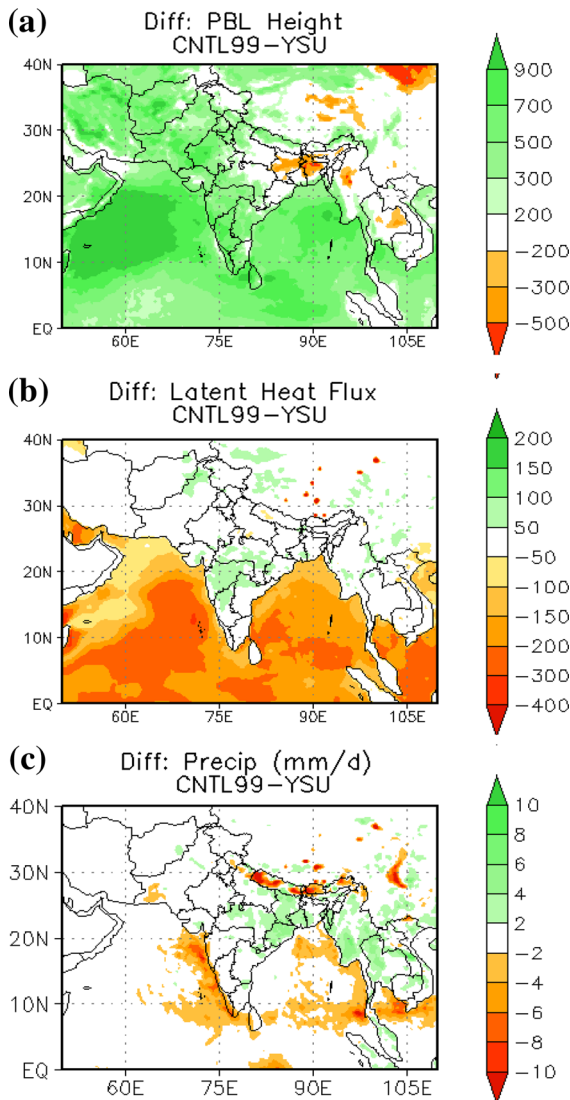 (a)
Diff: PBL Height
CNTL99-YSU
40N
30N
20N
10N
EQ
60E 75E 90E 105E
900
700
500
300
200
-200
-300
-500
(b)
Diff: Latent Heat Flux
CNTL99-YSU
40N
30N
20N
10N
EQ
60E 75E 90E 105E
200
150
100
50
-50
-100
-150
-200
-300
-400
(c)
Diff: Precip (mm/d)
CNTL99-YSU
40N
30N
20N
10N
EQ
60E 75E 90E 105E
10
8
6
4
2
-2
-4
-6
-8
-10